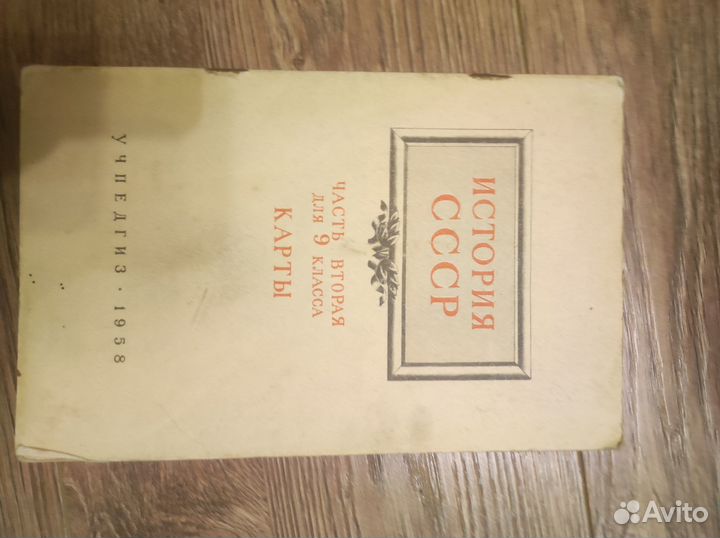 ИСТОРИЯ
СССР
ЧАСТЬ ВТОРАЯ
ДЛЯ 9 КЛАССА
КАРТЫ
УЧПЕДГИЗ · 1958
Avito